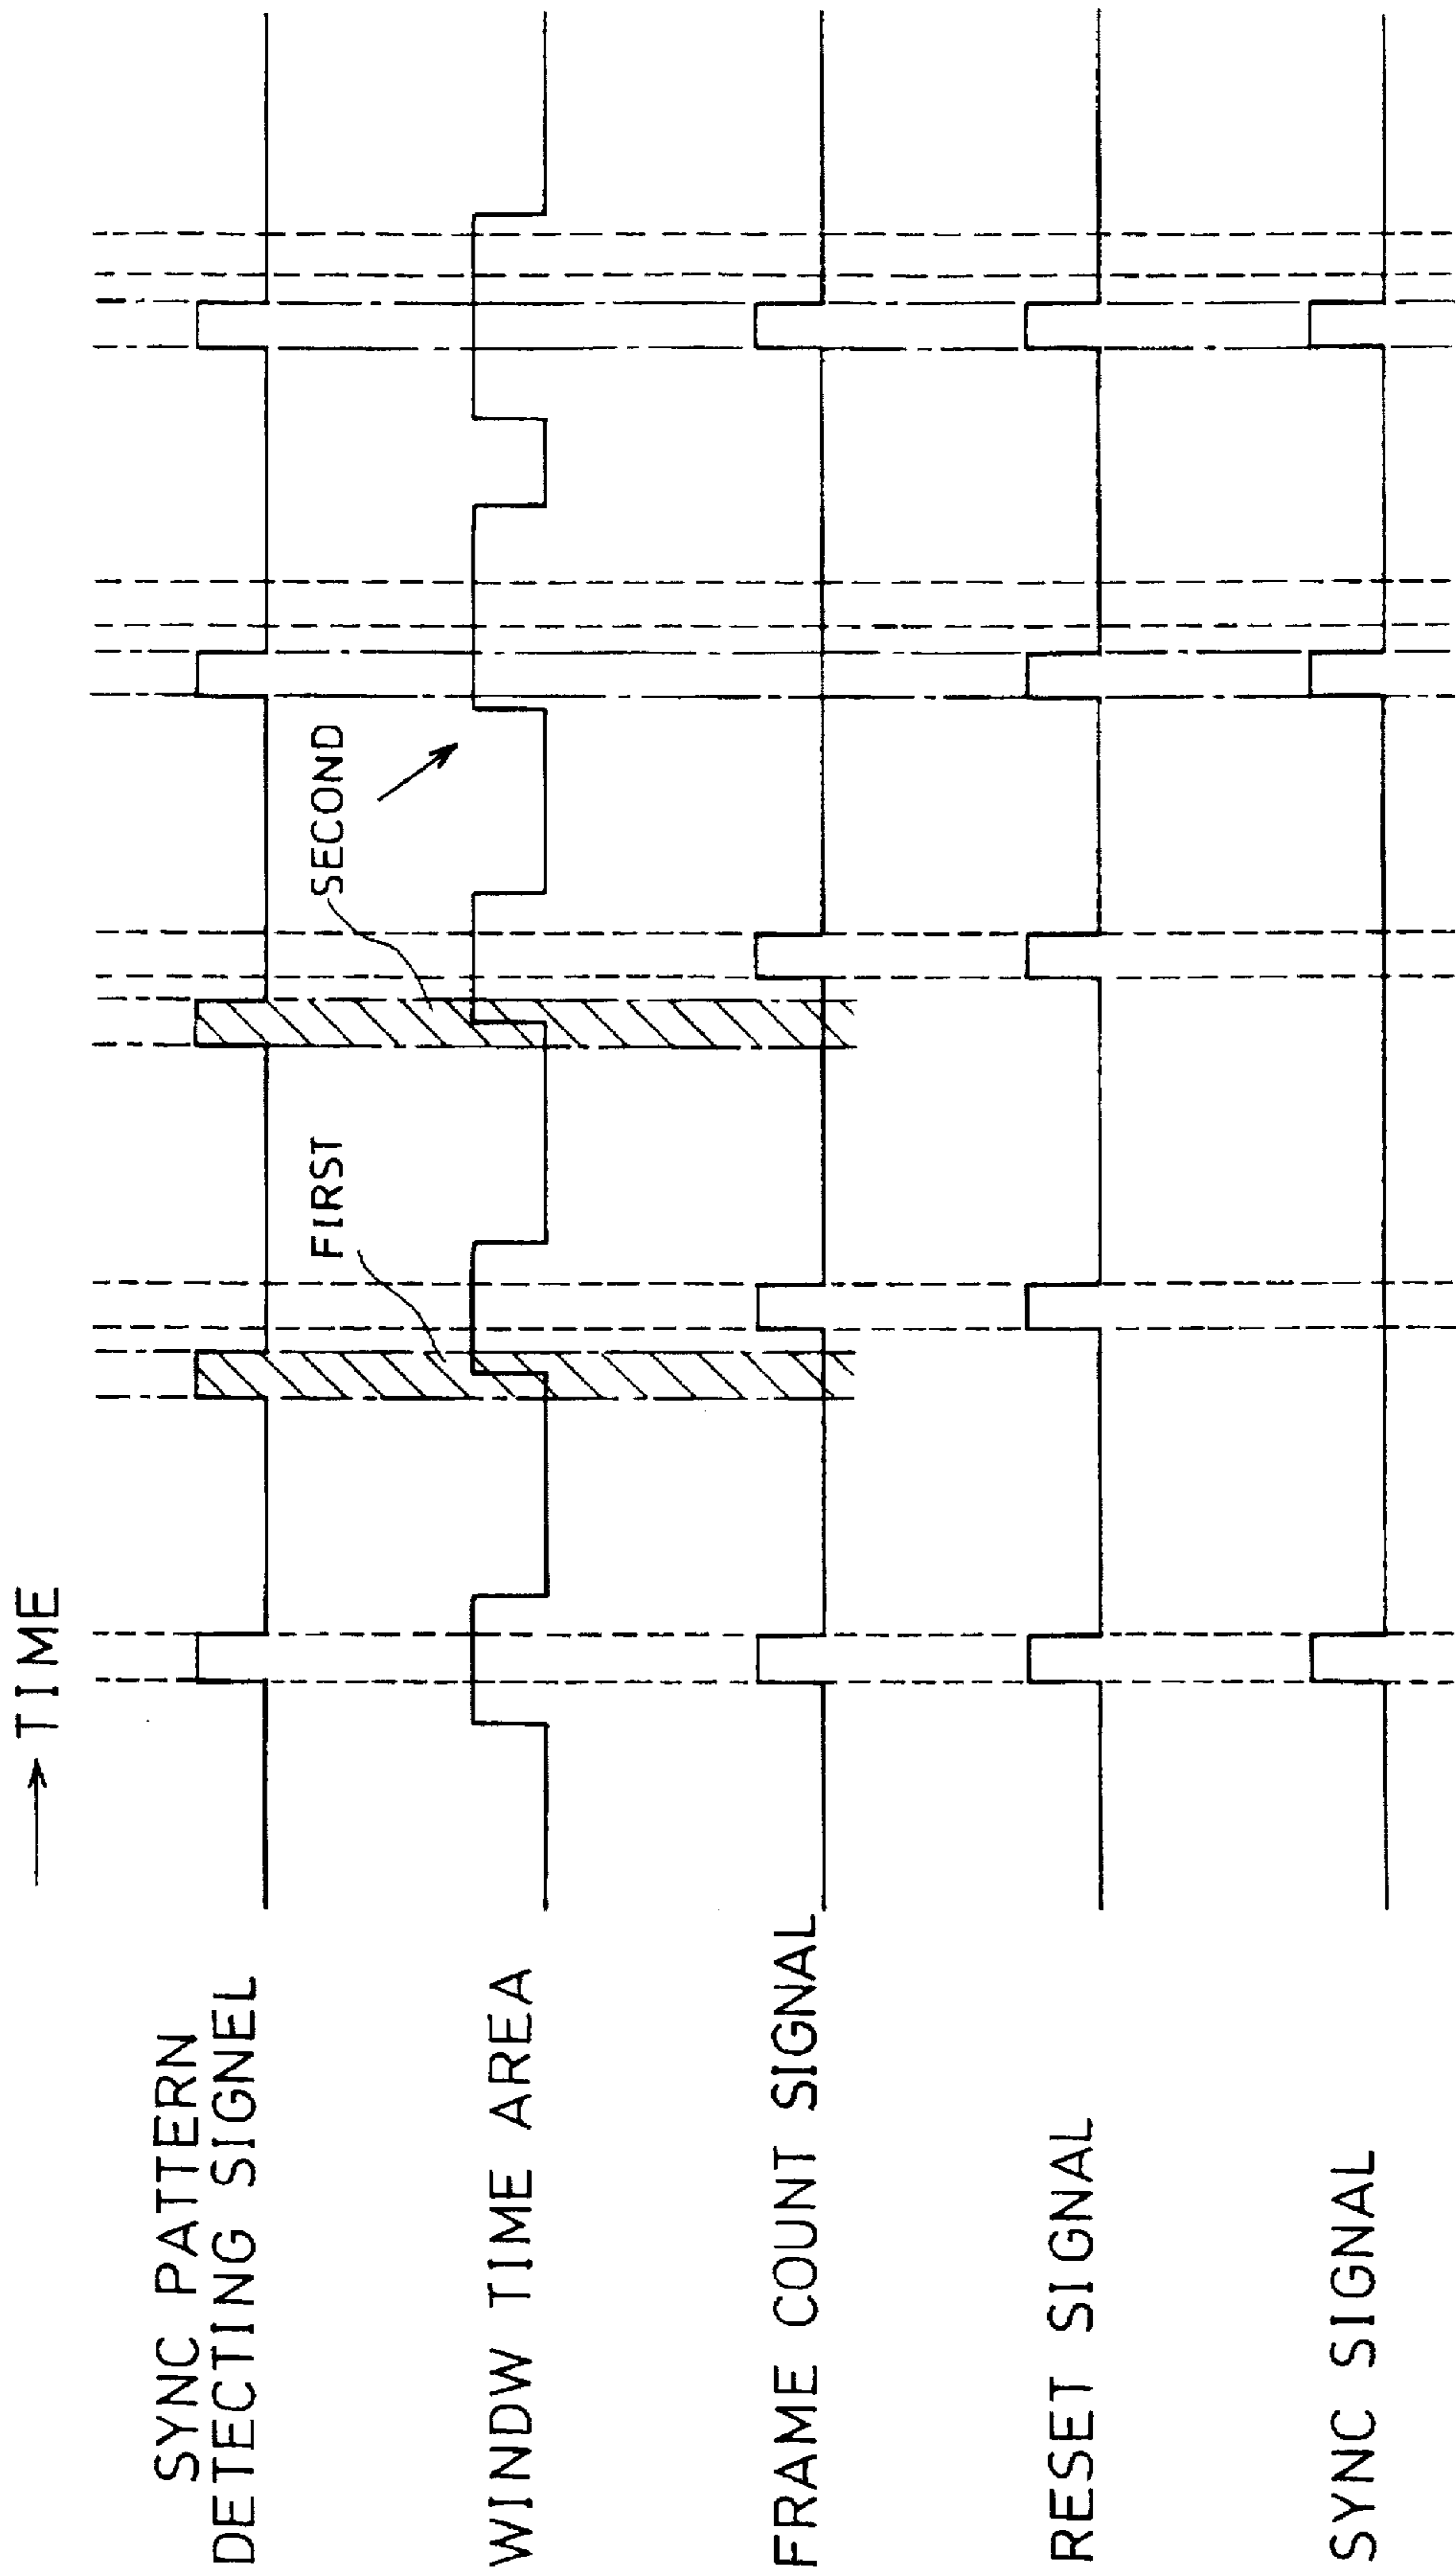 TIME
SYNC PATTERN
DETECTING SIGNEL
FIRST
SECOND
WINDW TIME AREA
FRAME COUNT SIGNAL
RESET SIGNAL
SYNC SIGNAL